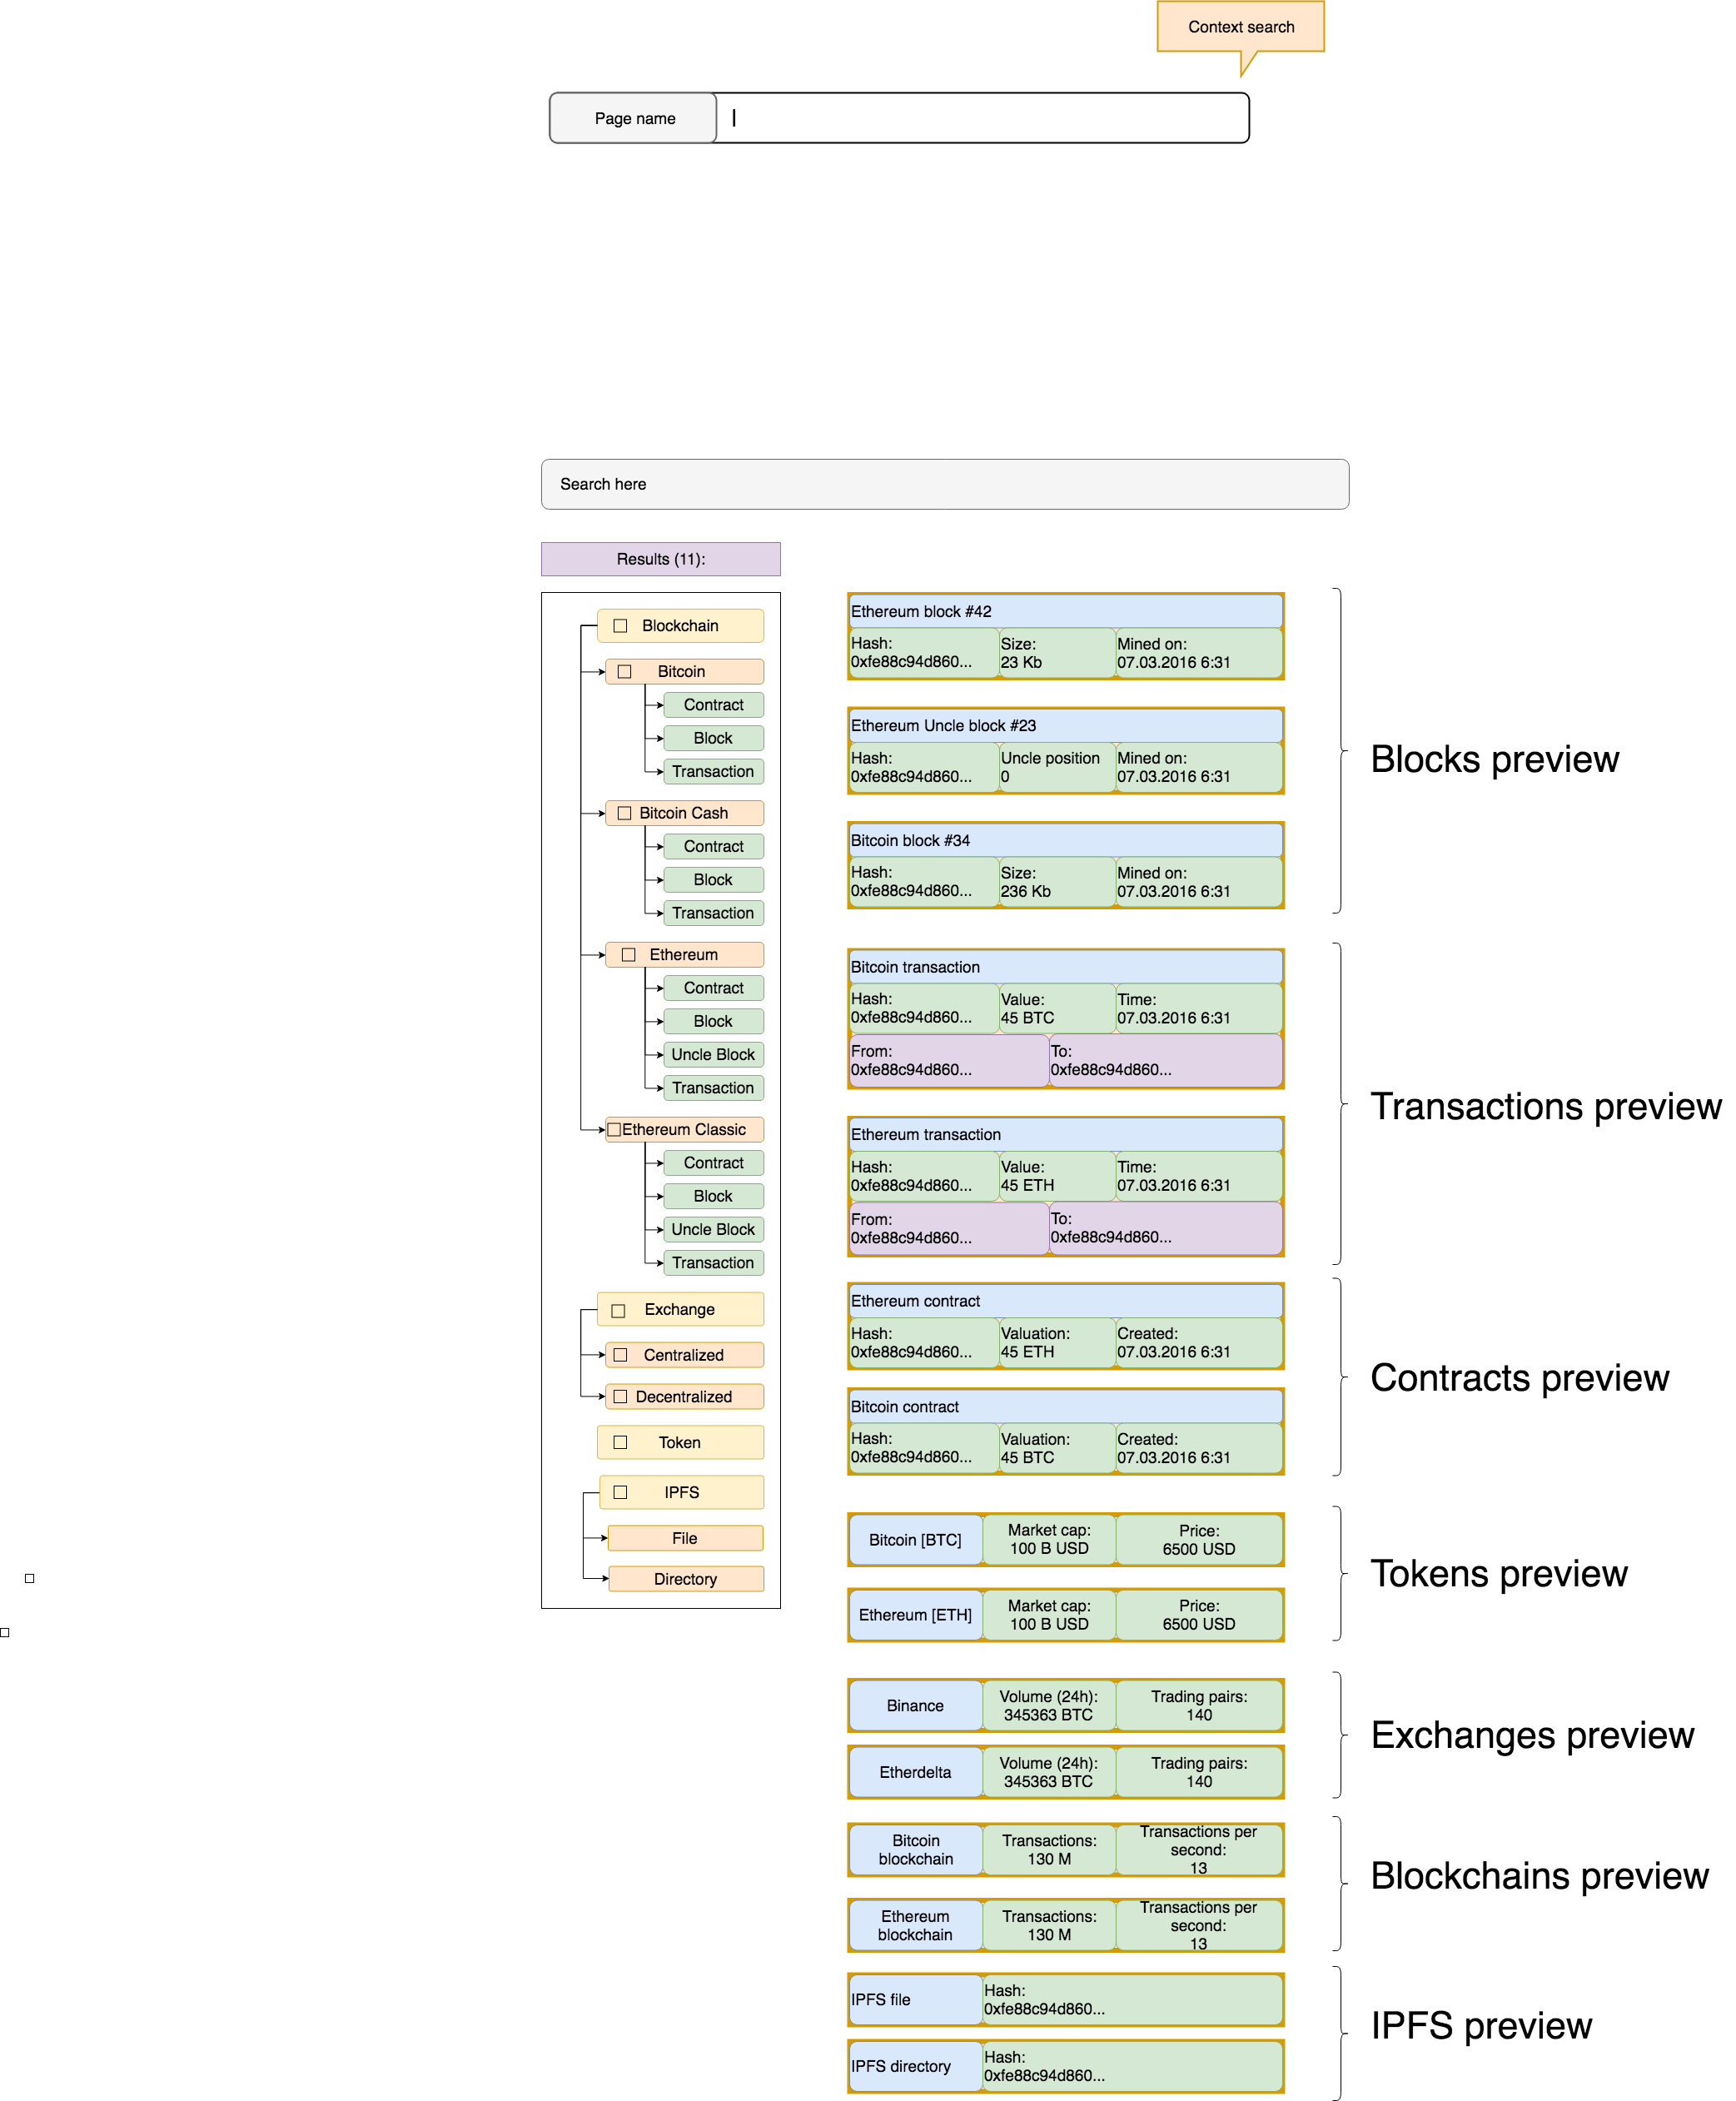 Context search
Page name
Search here
Results (11):
Blockchain
Bitcoin
Contract
Block
Transaction
Bitcoin Cash
Contract
Block
Transaction
Ethereum
Contract
Block
Uncle Block
Transaction
Ethereum Classic
Contract
Block
Uncle Block
Transaction
Exchange
Centralized
Decentralized
Token
IPFS
File
Directory
Ethereum block #42
Hash:
0xfe88c94d860...
Size:
23 Kb
Mined on:
07.03.2016 6:31
Ethereum Uncle block #23
Hash:
0xfe88c94d860...
Uncle position
0
Mined on:
07.03.2016 6:31
Bitcoin block #34
Hash:
0xfe88c94d860...
Size:
236 Kb
Mined on:
07.03.2016 6:31
Blocks preview
Bitcoin transaction
Hash:
0xfe88c94d860...
Value:
45 BTC
Time:
07.03.2016 6:31
From:
0xfe88c94d860...
To:
0xfe88c94d860...
Ethereum transaction
Hash:
0xfe88c94d860...
Value:
45 ETH
Time:
07.03.2016 6:31
From:
0xfe88c94d860...
To:
0xfe88c94d860...
Transactions preview
Ethereum contract
Hash:
0xfe88c94d860...
Valuation:
45 ETH
Created:
07.03.2016 6:31
Bitcoin contract
Hash:
0xfe88c94d860...
Valuation:
45 BTC
Created:
07.03.2016 6:31
Contracts preview
Bitcoin [BTC]
Market cap:
100 B USD
Price:
6500 USD
Ethereum [ETH]
Market cap:
100 B USD
Price:
6500 USD
Tokens preview
Binance
Volume (24h):
345363 BTC
Trading pairs:
140
Etherdelta
Volume (24h):
345363 BTC
Trading pairs:
140
Exchanges preview
Bitcoin
blockchain
Transactions:
130 M
Transactions per
second:
13
Ethereum
blockchain
Transactions:
130 M
Transactions per
second:
13
Blockchains preview
IPFS file
Hash:
0xfe88c94d860...
IPFS directory
Hash:
0xfe88c94d860...
IPFS preview